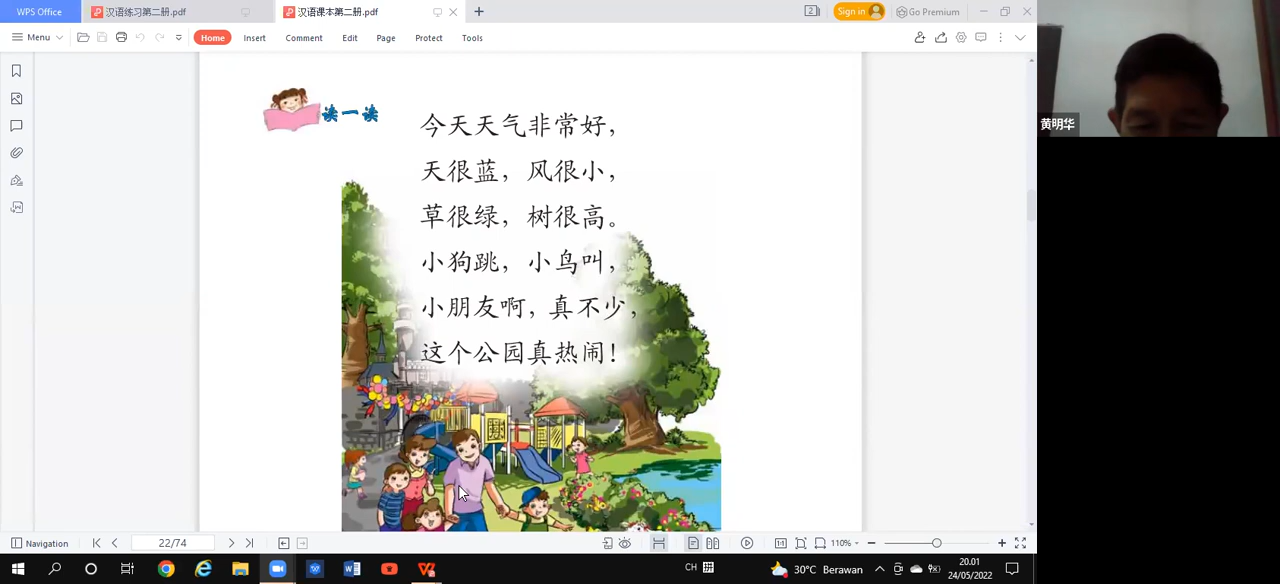 WPS Office
汉语练习第二册.pdf
汉语课本第二册.pdf
2
Sign in
Go Premium
Menu
Home
Insert
Comment
Edit
Page
Protect
Tools
读一读
今天天气非常好，
天很蓝，风很小，
草很绿，树很高。
小狗跳，小鸟叫，
小朋友啊，真不少，
这个公园真热闹！
黄明华
Navigation
22/74
1:1
110%
CH
30°C Berawan
20.01
24/05/2022